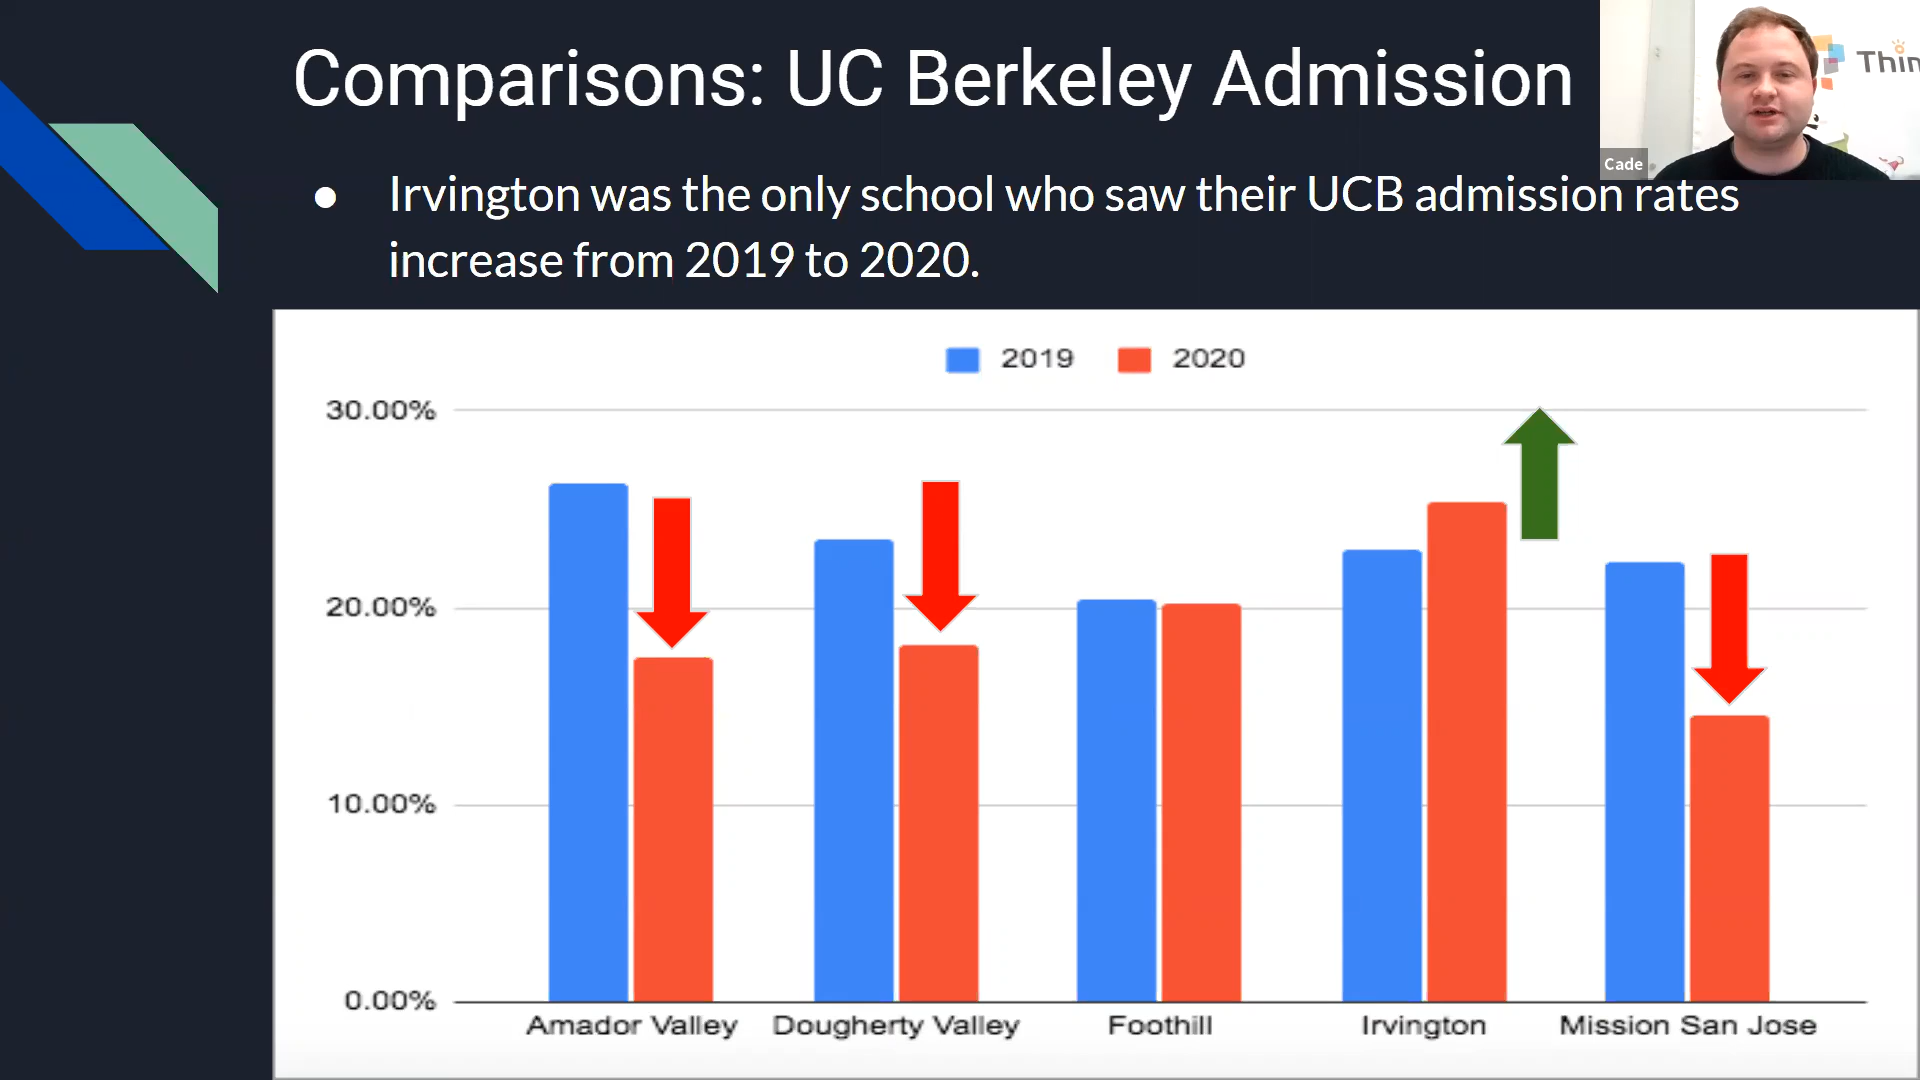 Comparisons: UC Berkeley Admission
Thin
Cade
● Irvington was the only school who saw their UCB admission rates
increase from 2019 to 2020.
2019 2020
30.00%
20.00%
10.00%
0.00%
Amador Valley Dougherty Valley Foothill Irvington Mission San Jose